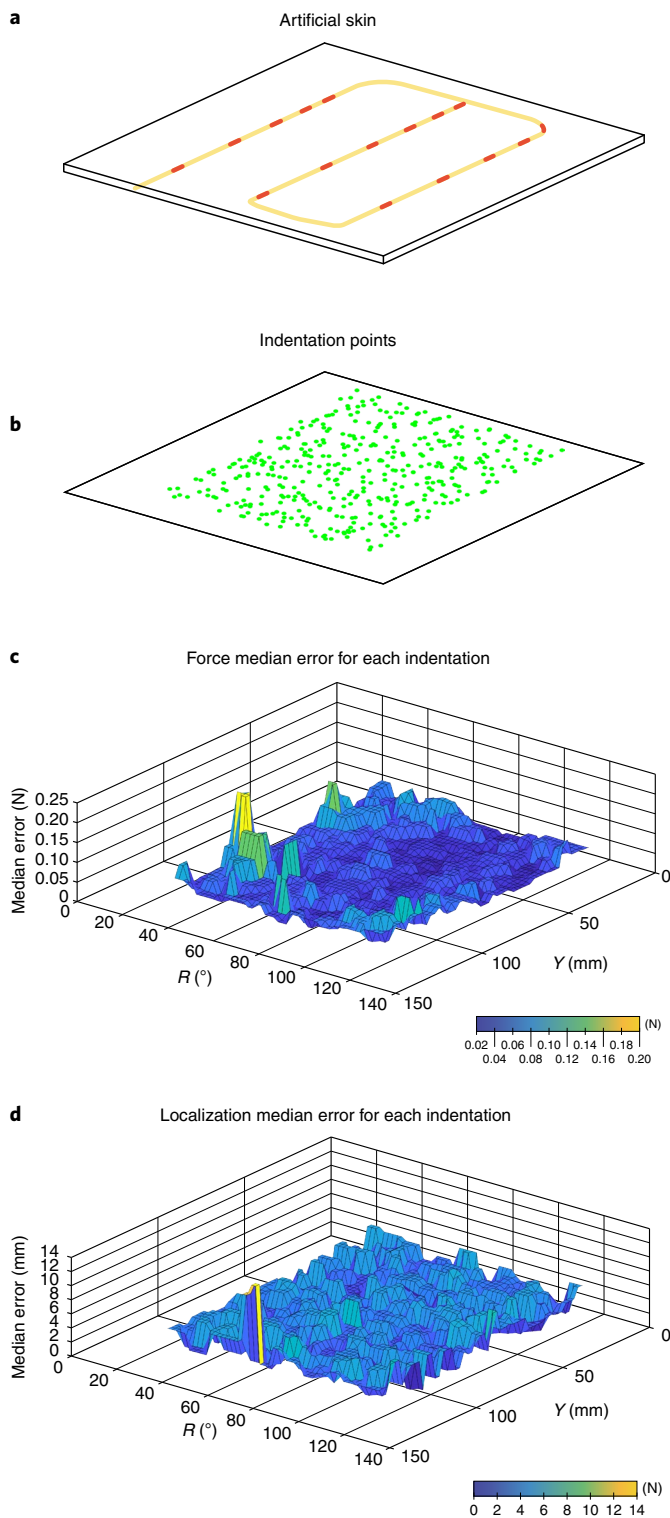 a
Artificial skin
Indentation points
b
c
Force median error for each indentation
Median error (N)
0.25
0.20
0.15
0.10
0.05
0
0
20
40
60
80
100
120
140
R (°)
150
100
50
0
Y (mm)
(N)
0.02 0.06 0.10 0.14 0.18
0.04 0.08 0.12 0.16 0.20
d
Localization median error for each indentation
Median error (mm)
14
12
10
8
6
4
2
0
0
20
40
60
80
100
120
140
R (°)
150
100
50
0
Y (mm)
(N)
0 2 4 6 8 10 12 14